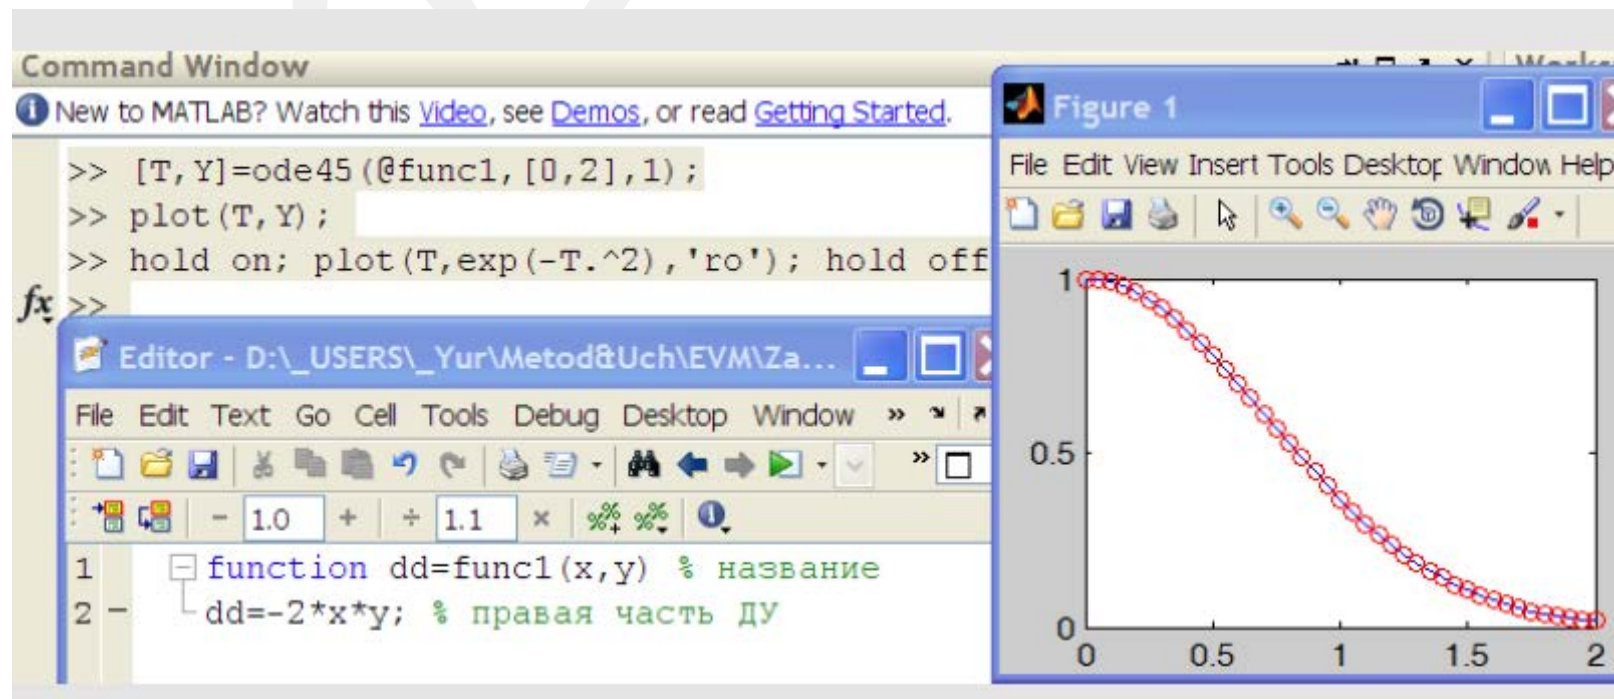 Command Window
New to MATLAB? Watch this Video, see Demos, or read Getting Started.
>> [T,Y]=ode45(@func1,[0,2],1);
>> plot(T,Y);
>> hold on; plot(T,exp(-T.^2),'ro'); hold off
fx >>
Editor - D:\_USERS\_Yur\Metod&Uch\EVM\Za...
File Edit Text Go Cell Tools Debug Desktop Window »
»
- 1.0 + ÷ 1.1 ×
1 function dd=func1(x,y) % название
2 - dd=-2*x*y; % правая часть ДУ
Figure 1
File Edit View Insert Tools Desktop Window Help
1
0.5
0
0 0.5 1 1.5 2